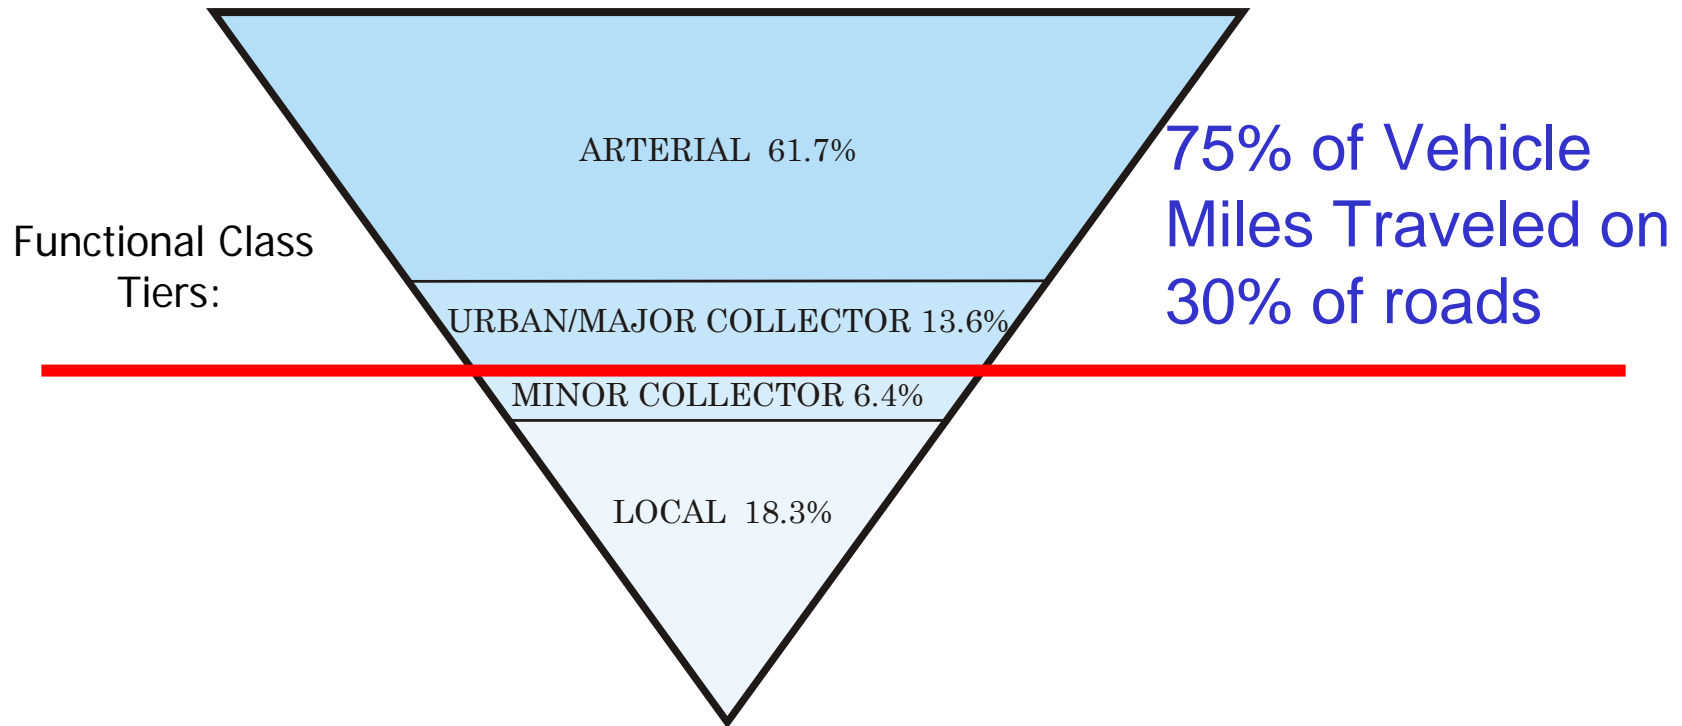 ARTERIAL 61.7%
75% of Vehicle
Miles Traveled on
30% of roads
Functional Class
Tiers:
URBAN/MAJOR COLLECTOR 13.6%
MINOR COLLECTOR 6.4%
LOCAL 18.3%